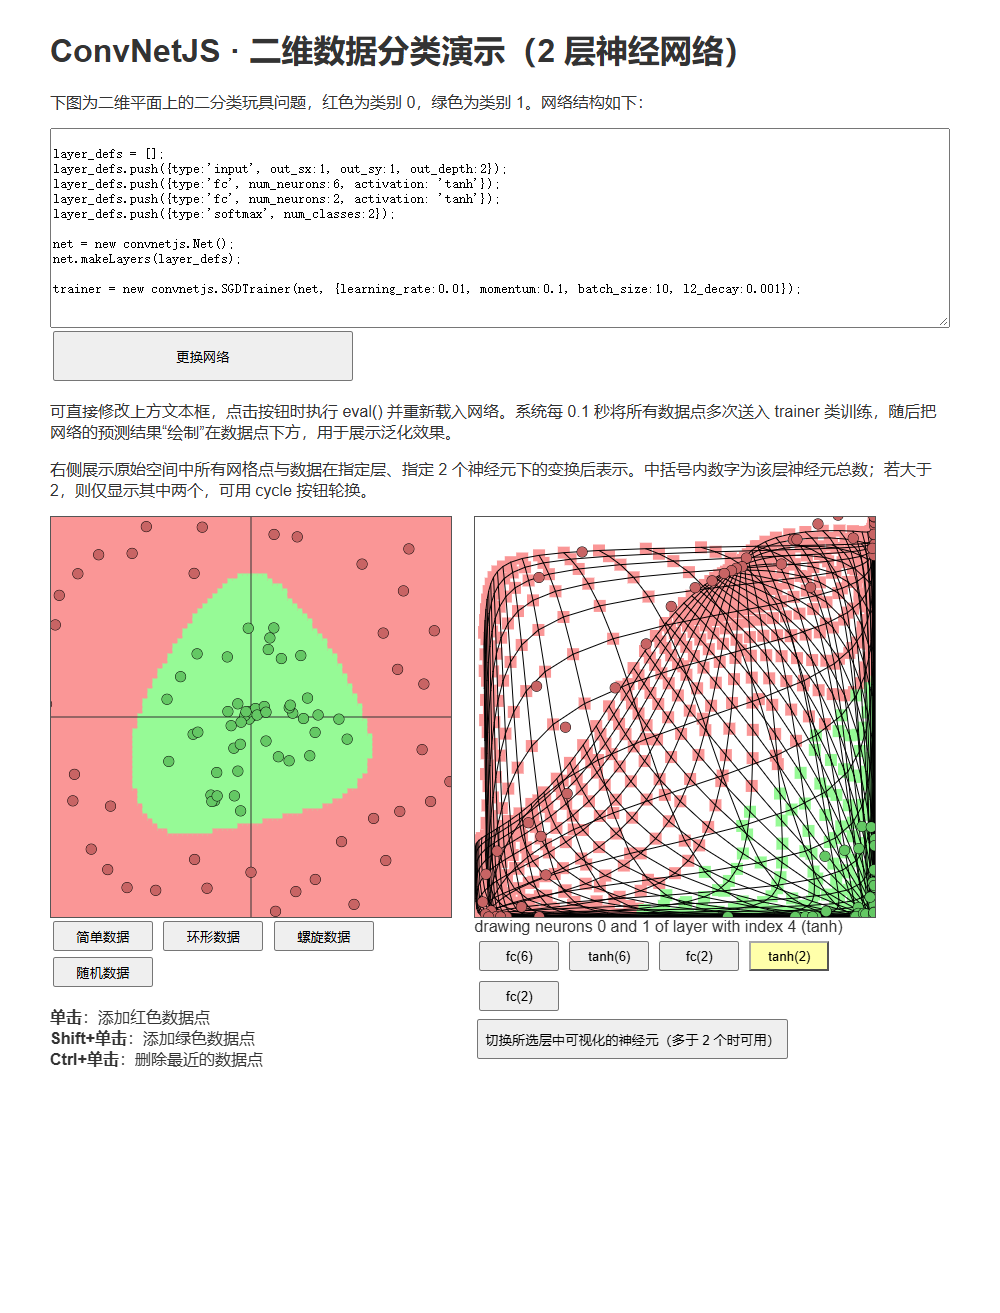 ConvNetJS · 二维数据分类演示（2 层神经网络）
下图为二维平面上的二分类玩具问题，红色为类别 0，绿色为类别 1。网络结构如下：
layer_defs = [];
layer_defs.push({type:'input', out_sx:1, out_sy:1, out_depth:2});
layer_defs.push({type:'fc', num_neurons:6, activation: 'tanh'});
layer_defs.push({type:'fc', num_neurons:2, activation: 'tanh'});
layer_defs.push({type:'softmax', num_classes:2});
net = new convnetjs.Net();
net.makeLayers(layer_defs);
trainer = new convnetjs.SGDTrainer(net, {learning_rate:0.01, momentum:0.1, batch_size:10, l2_decay:0.001});
更换网络
可直接修改上方文本框，点击按钮时执行 eval() 并重新载入网络。系统每 0.1 秒将所有数据点多次送入 trainer 类训练，随后把
网络的预测结果“绘制”在数据点下方，用于展示泛化效果。
右侧展示原始空间中所有网格点与数据在指定层、指定 2 个神经元下的变换后表示。中括号内数字为该层神经元总数；若大于
2，则仅显示其中两个，可用 cycle 按钮轮换。
简单数据
环形数据
螺旋数据
随机数据
单击：添加红色数据点
Shift+单击：添加绿色数据点
Ctrl+单击：删除最近的数据点
drawing neurons 0 and 1 of layer with index 4 (tanh)
fc(6)
tanh(6)
fc(2)
tanh(2)
fc(2)
切换所选层中可视化的神经元（多于 2 个时可用）